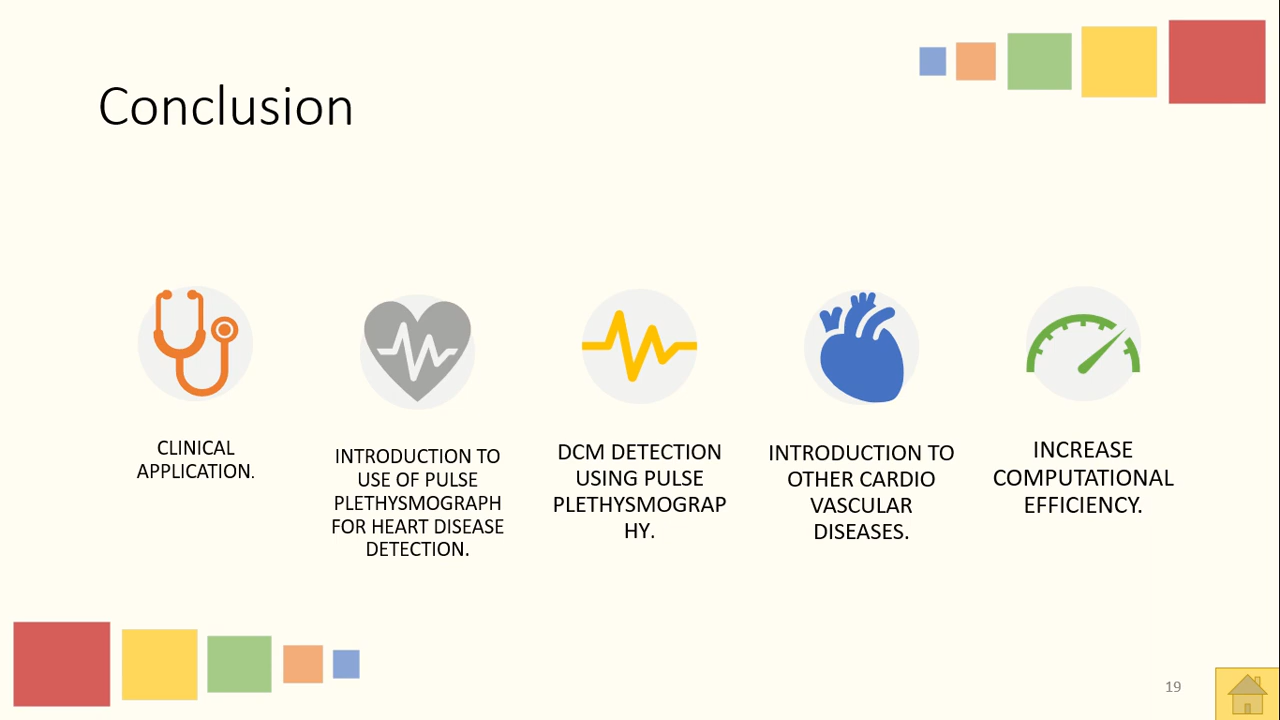 Conclusion
CLINICAL
APPLICATION.
INTRODUCTION TO
USE OF PULSE
PLETHYSMOGRAPH
FOR HEART DISEASE
DETECTION.
DCM DETECTION
USING PULSE
PLETHYSMOGRAP
HY.
INTRODUCTION TO
OTHER CARDIO
VASCULAR
DISEASES.
INCREASE
COMPUTATIONAL
EFFICIENCY.
19